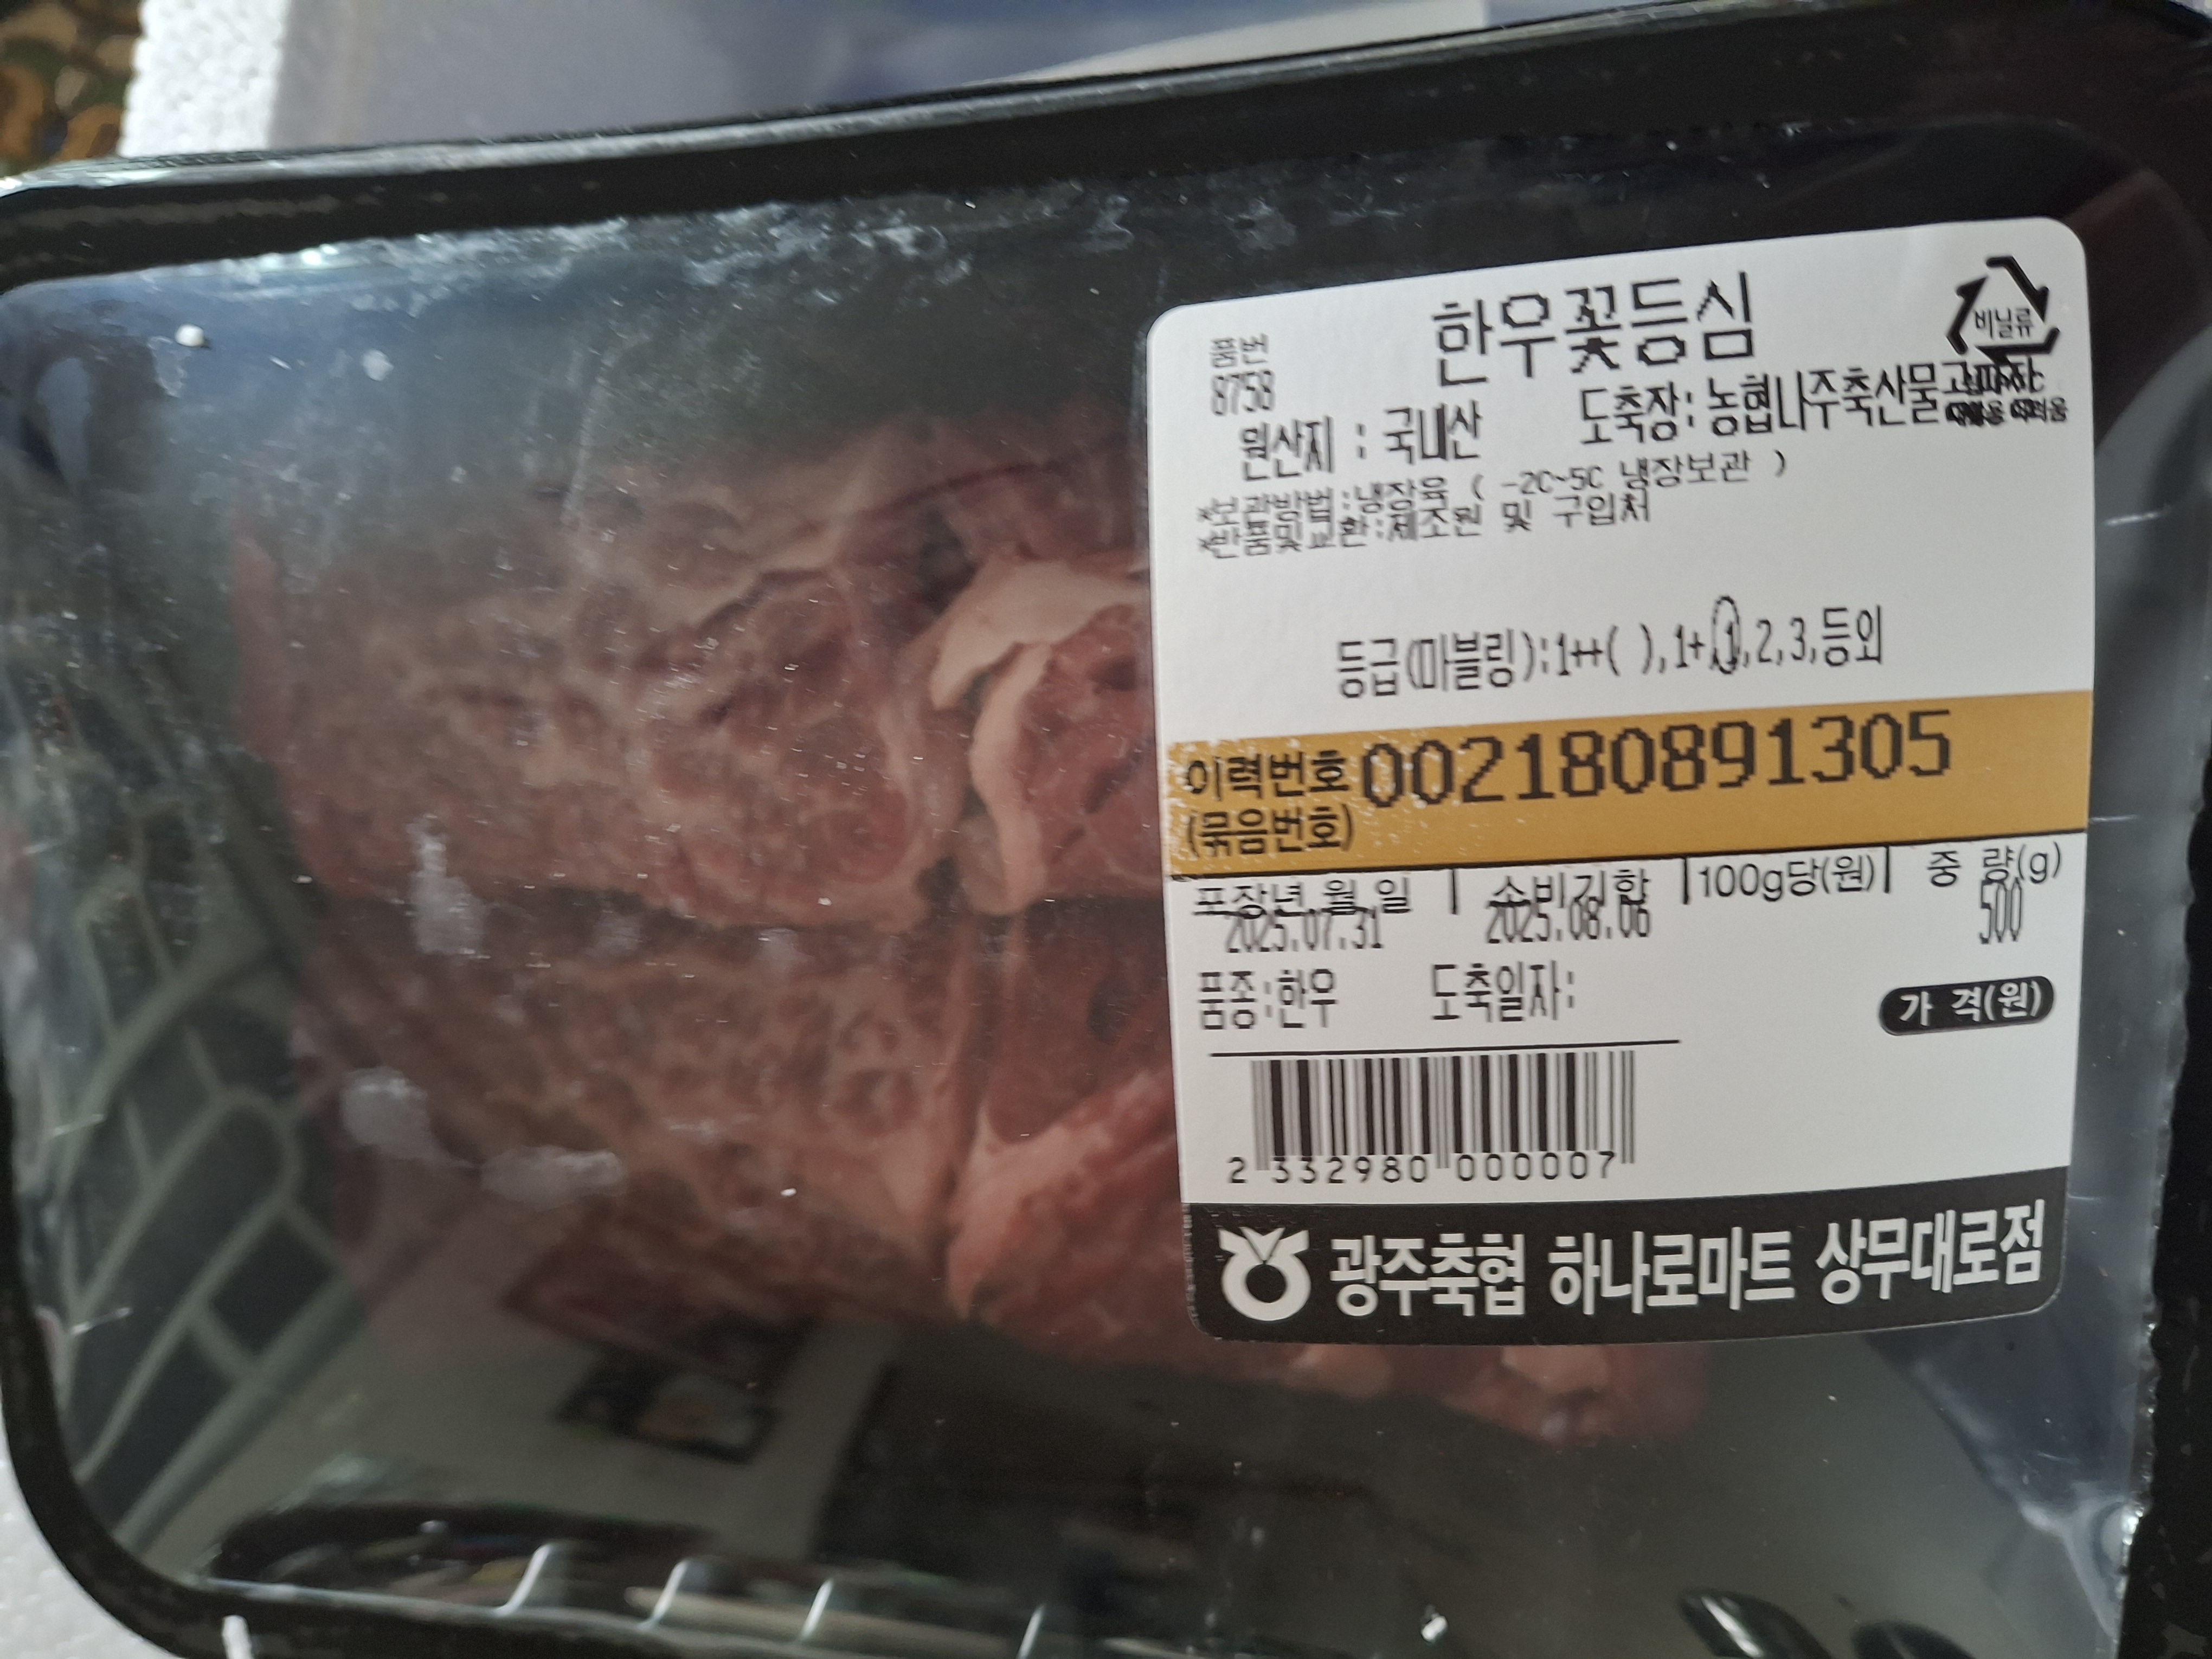 한우꽃등심
비닐류
품번
8758
원산지 : 국내산
도축장: 농협나주축산물공판장
*보관방법:냉장육 ( -2C~5C 냉장보관 )
*반품및교환:제조원 및 구입처
등급(마블링):1++( ),1+,1,2,3,등외
이력번호 002180891305
(묶음번호)
포장년 월 일 소비기한 100g당(원) 중 량(g)
2025.07.31 2025.08.06 500
품종:한우 도축일자:
가 격(원)
2 332980 000007
광주축협 하나로마트 상무대로점